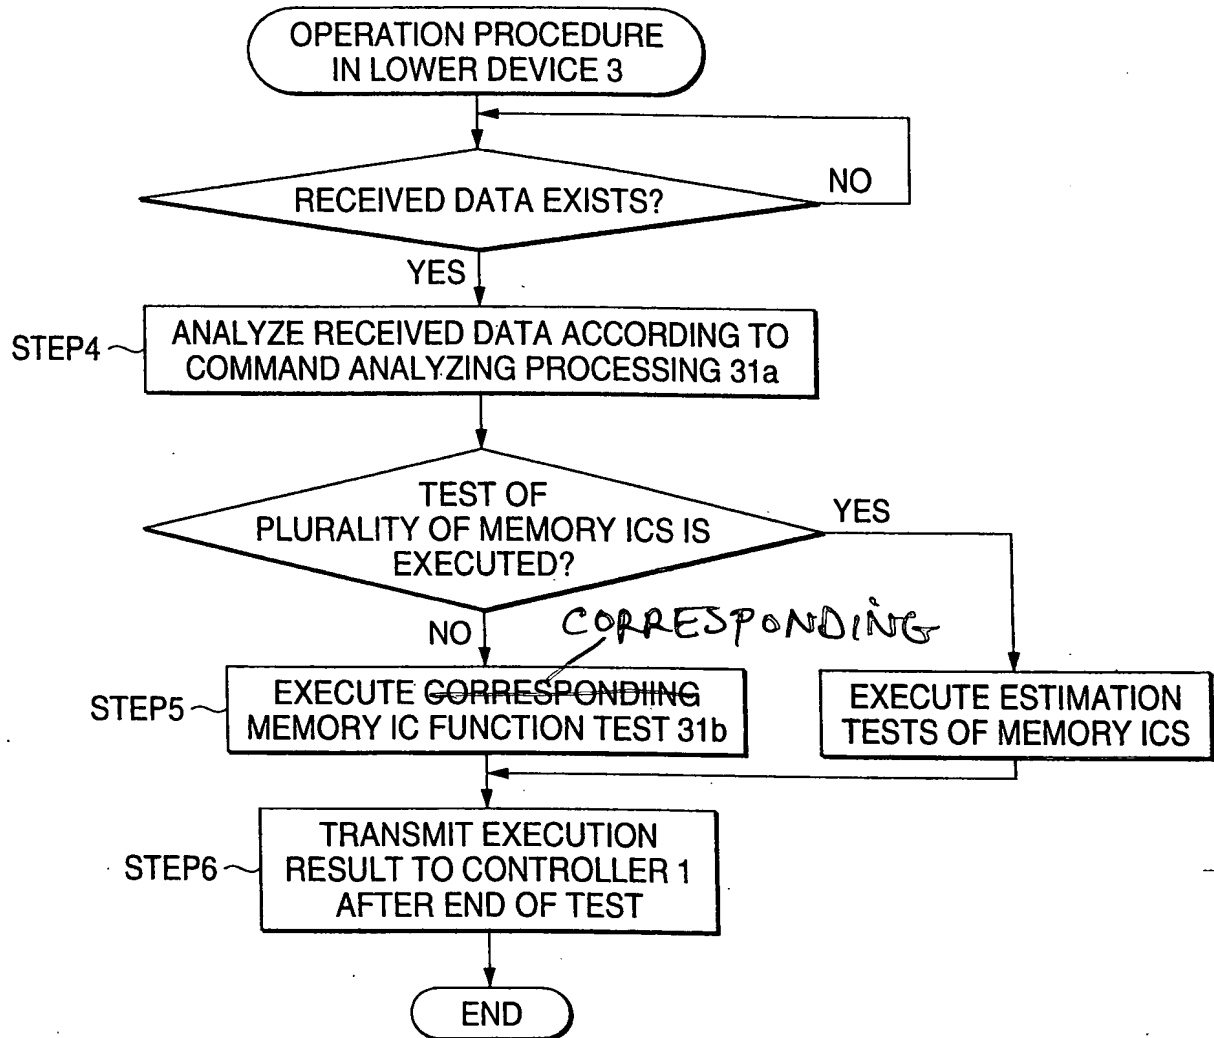 OPERATION PROCEDURE
IN LOWER DEVICE 3
RECEIVED DATA EXISTS?
NO
YES
STEP4
ANALYZE RECEIVED DATA ACCORDING TO
COMMAND ANALYZING PROCESSING 31a
TEST OF
PLURALITY OF MEMORY ICS IS
EXECUTED?
YES
NO
CORRESPONDING
STEP5
EXECUTE CORRESPONDIING
MEMORY IC FUNCTION TEST 31b
EXECUTE ESTIMATION
TESTS OF MEMORY ICS
STEP6
TRANSMIT EXECUTION
RESULT TO CONTROLLER 1
AFTER END OF TEST
END